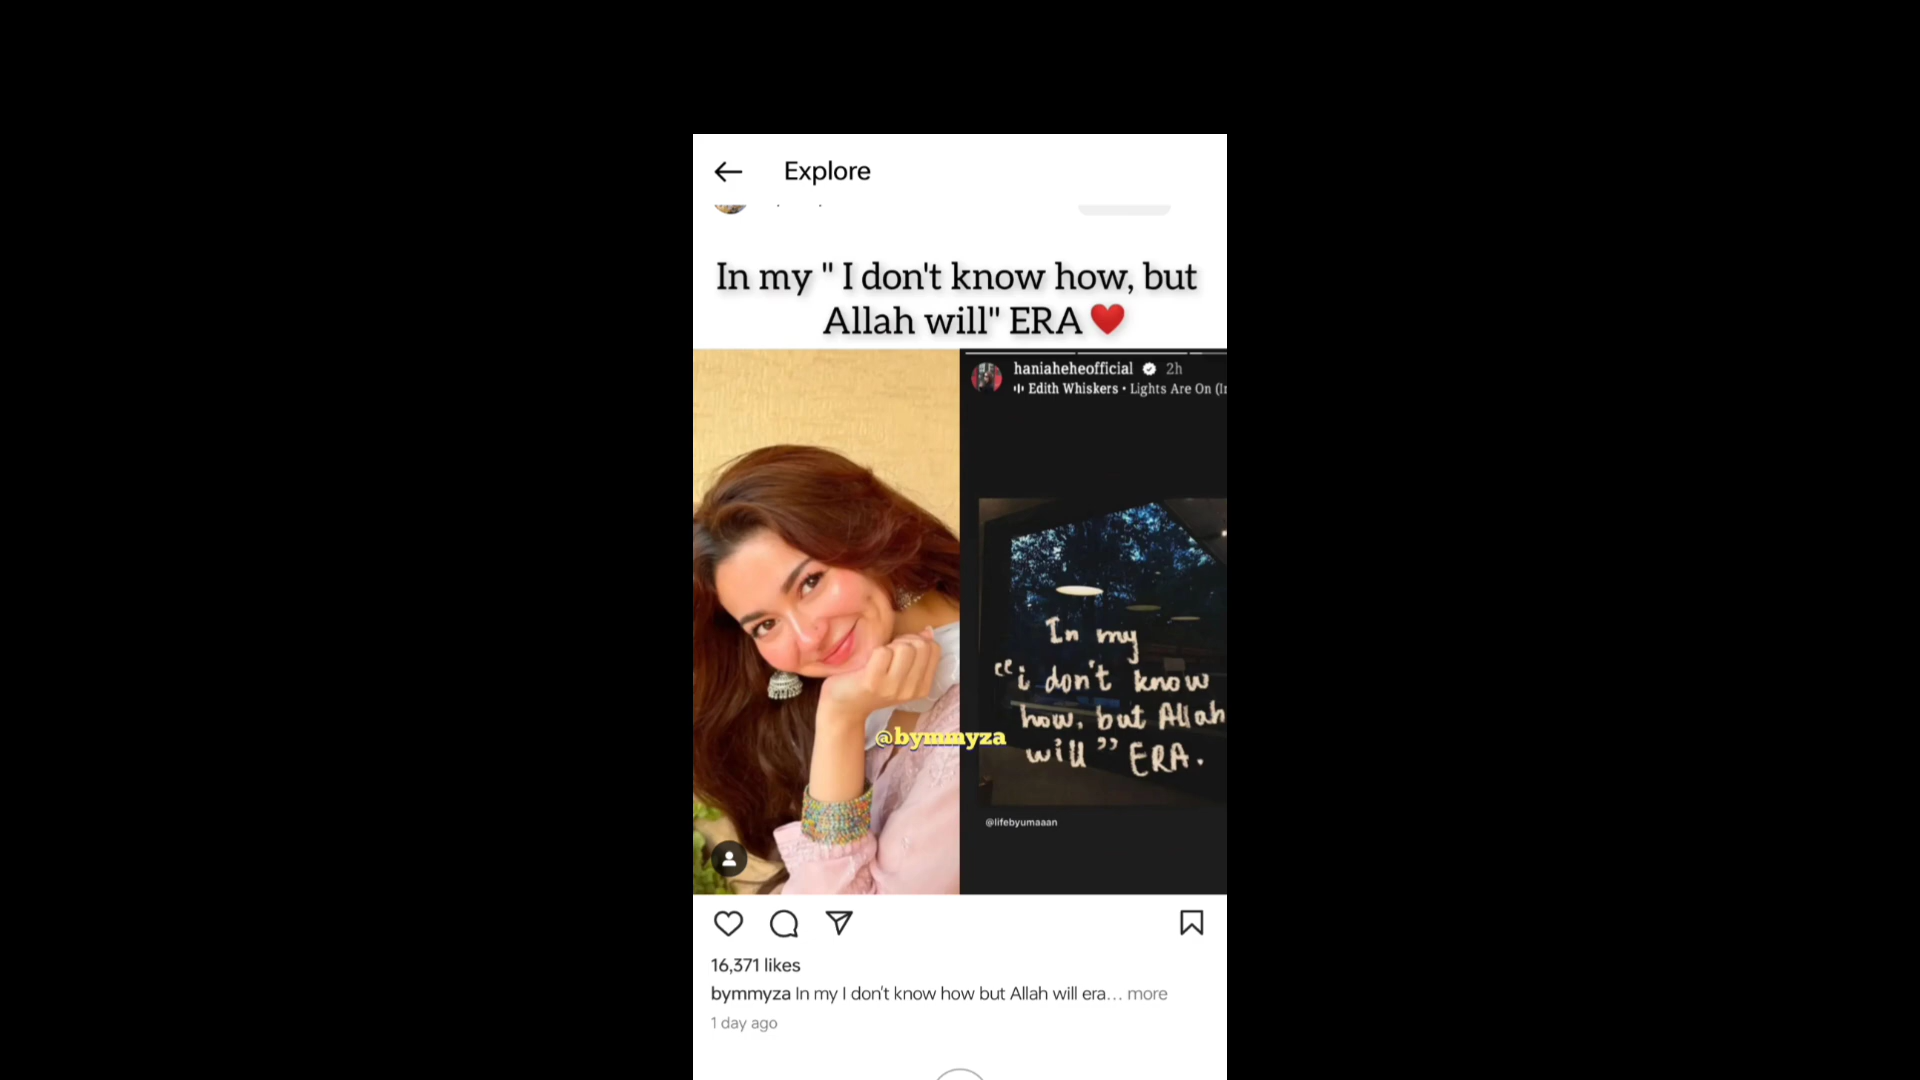 Explore
In my " I don't know how, but
Allah will" ERA ❤️
haniaheheofficial 2h
Edith Whiskers • Lights Are On (I
In my
“i don't know
how, but Allah
will” ERA.
@bymmyza
@lifebyumaaan
16,371 likes
bymmyza In my I don't know how but Allah will era... more
1 day ago